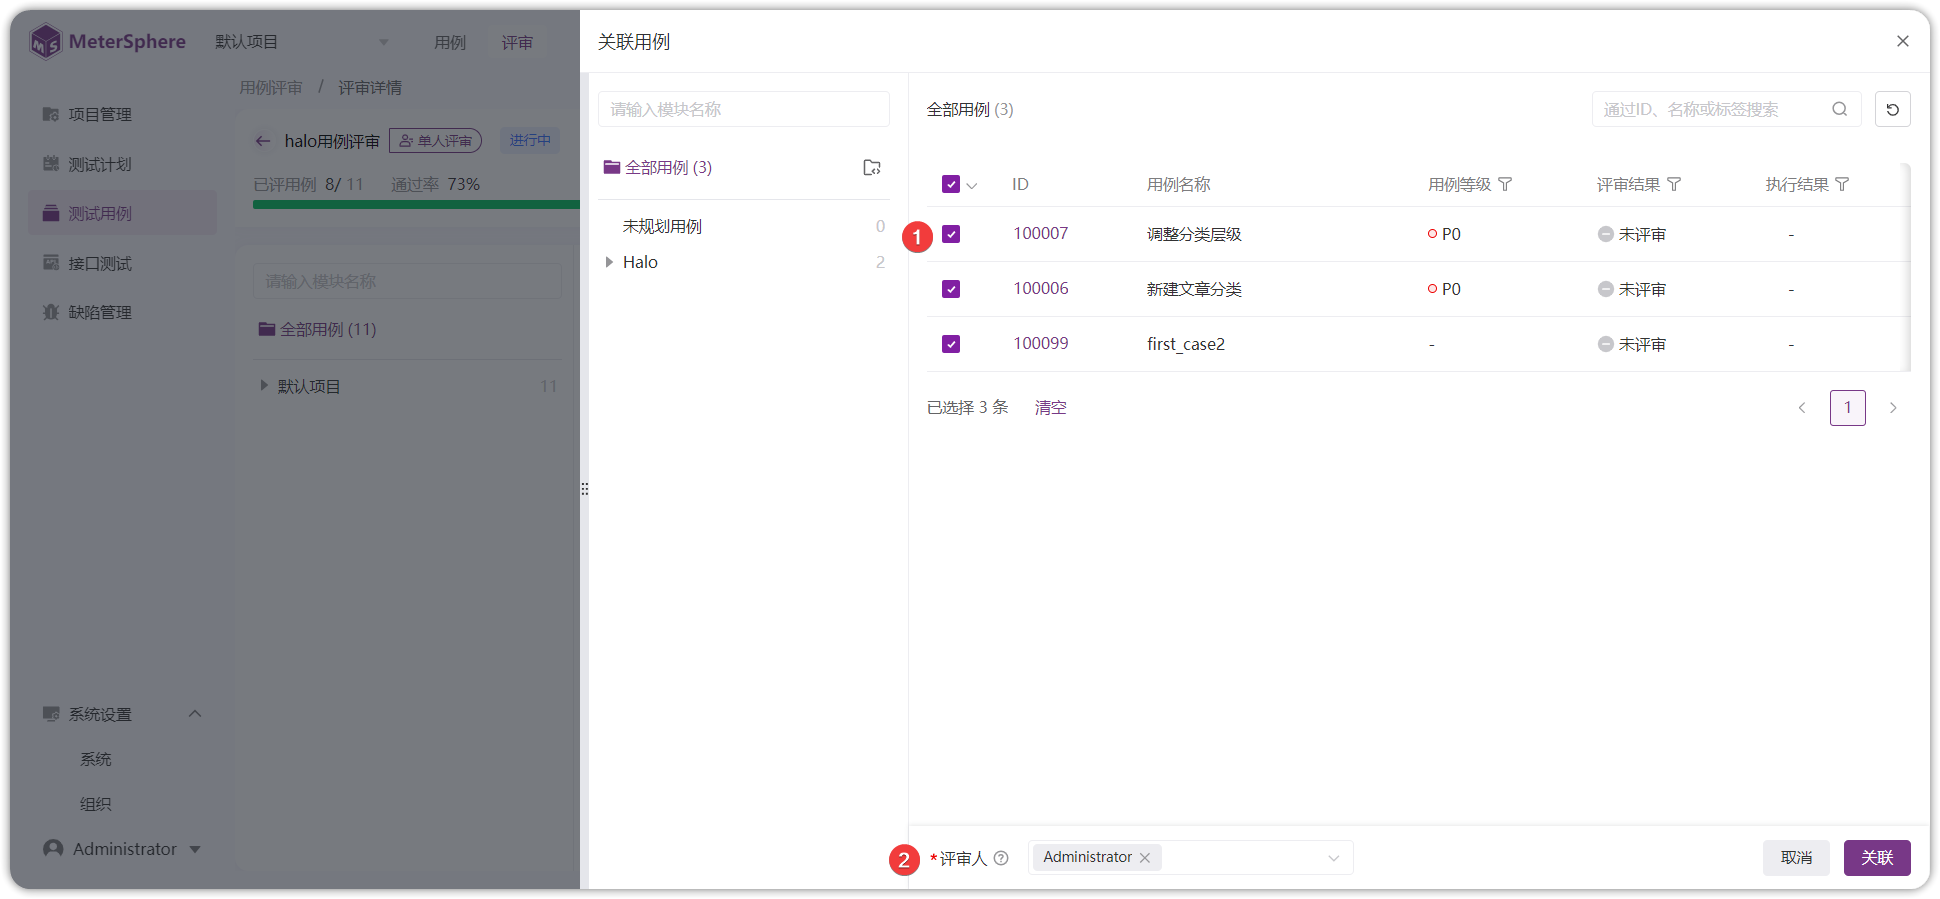 MeterSphere
默认项目
用例
评审
项目管理
测试计划
测试用例
接口测试
缺陷管理
系统设置
系统
组织
Administrator
用例评审 / 评审详情
halo用例评审 单人评审 进行中
已评用例 8/ 11 通过率 73%
请输入模块名称
全部用例 (11)
默认项目 11
关联用例
请输入模块名称
全部用例 (3)
未规划用例 0
Halo 2
全部用例 (3)
通过ID、名称或标签搜索
ID 用例名称 用例等级 评审结果 执行结果
1 100007 调整分类层级 P0 未评审 -
100006 新建文章分类 P0 未评审 -
100099 first_case2 - 未评审 -
已选择 3 条 清空
1
2 *评审人 Administrator
取消 关联